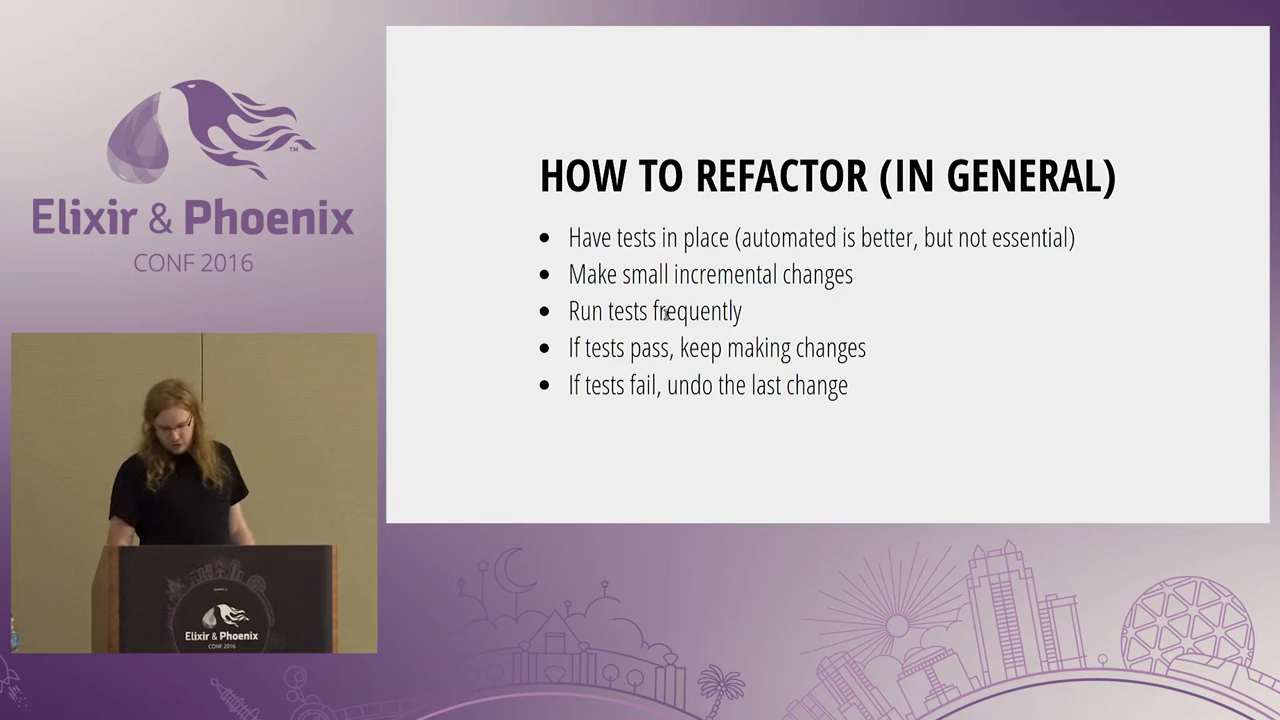 Elixir & Phoenix
CONF 2016
TM
HOW TO REFACTOR (IN GENERAL)
Have tests in place (automated is better, but not essential)
Make small incremental changes
Run tests frequently
If tests pass, keep making changes
If tests fail, undo the last change
Elixir & Phoenix
CONF 2016